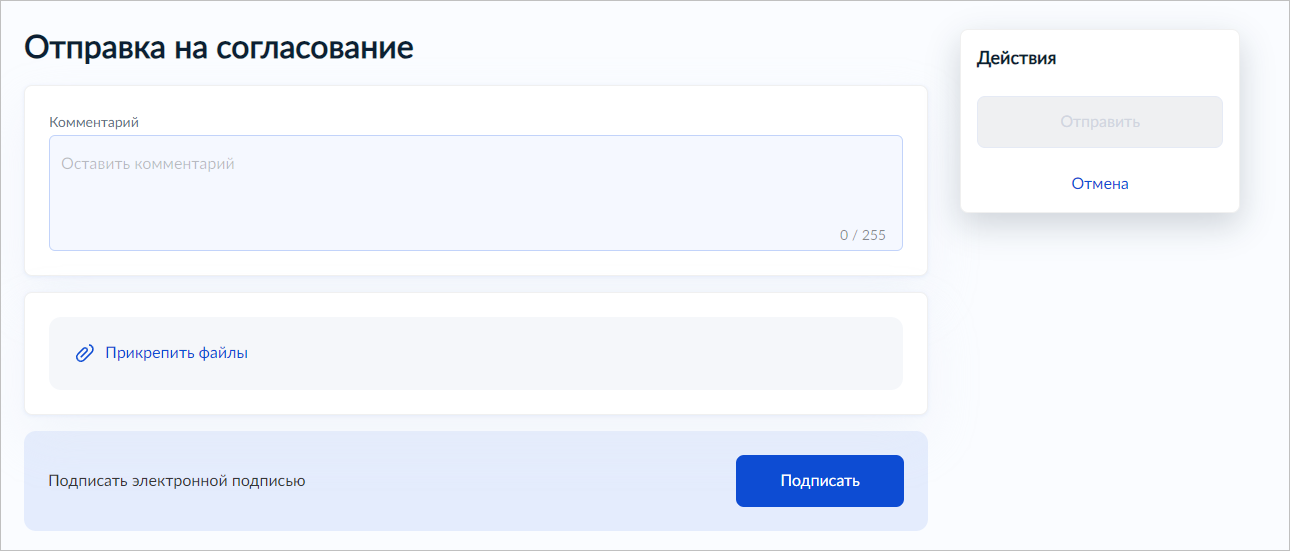 Отправка на согласование
Комментарий
Оставить комментарий
0 / 255
Прикрепить файлы
Подписать электронной подписью
Подписать
Действия
Отправить
Отмена